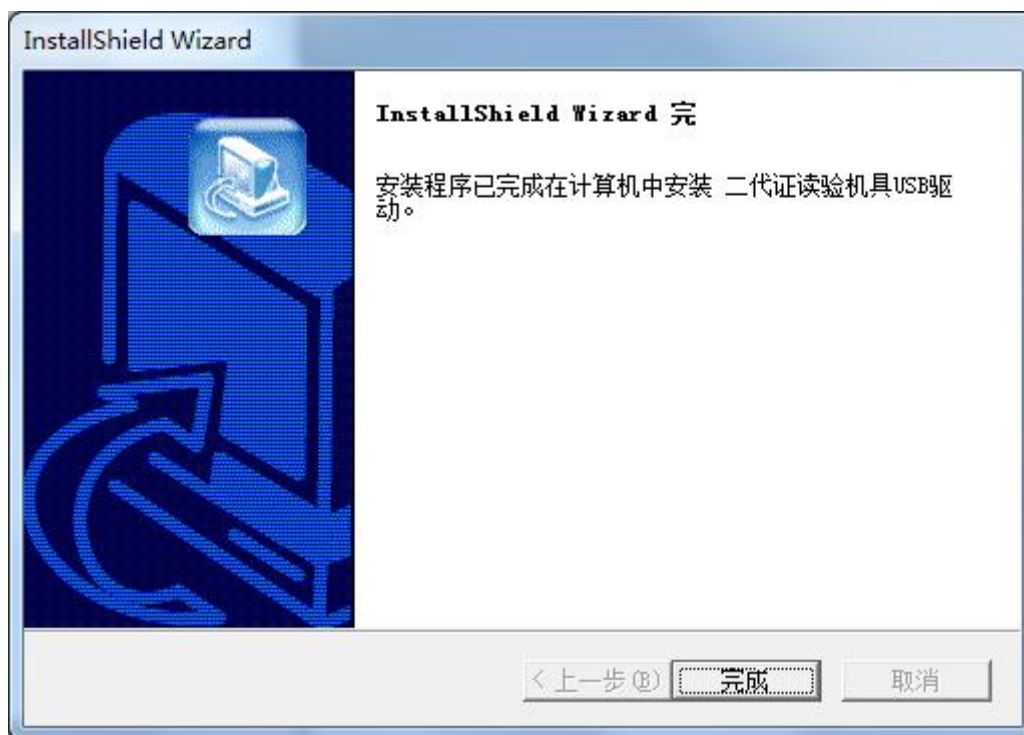 InstallShield Wizard
InstallShield Wizard 完
安装程序已完成在计算机中安装 二代证读验机具USB驱
动。
< 上一步(B)
完成
取消